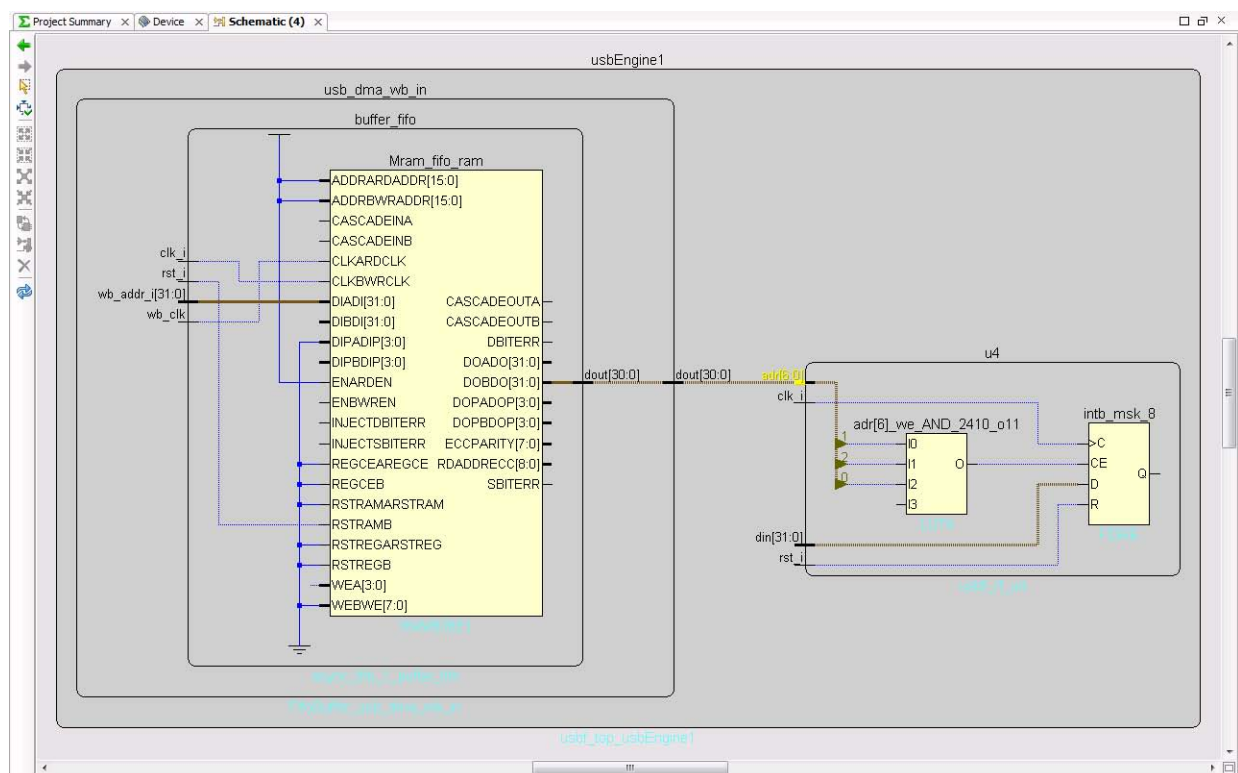 Project Summary
Device
Schematic (4)
usbEngine1
usb_dma_wb_in
buffer_fifo
Mram_fifo_ram
ADDRARDADDR[15:0]
ADDRBWRADDR[15:0]
CASCADEINA
CASCADEINB
CLKARDCLK
CLKBWRCLK
DIADI[31:0]
DIBDI[31:0]
DIPADIP[3:0]
DIPBDIP[3:0]
ENARDEN
ENBWREN
INJECTDBITERR
INJECTSBITERR
REGCEAREGCE
REGCEB
RSTRAMARSTRAM
RSTRAMB
RSTREGARSTREG
RSTREGB
WEA[3:0]
WEBWE[7:0]
CASCADEOUTA
CASCADEOUTB
DBITERR
DOADO[31:0]
DOBDO[31:0]
DOPADOP[3:0]
DOPBDOP[3:0]
ECCPARITY[7:0]
RDADDRECC[8:0]
SBITERR
clk_i
rst_i
wb_addr_i[31:0]
wb_clk
dout[30:0]
dout[30:0]
u4
adr[6:0]
clk_i
adr[6]_we_AND_2410_o11
1
2
0
I0
I1
I2
I3
O
intb_msk_8
C
CE
D
R
Q
din[31:0]
rst_i
usbf_top_usbEngine1